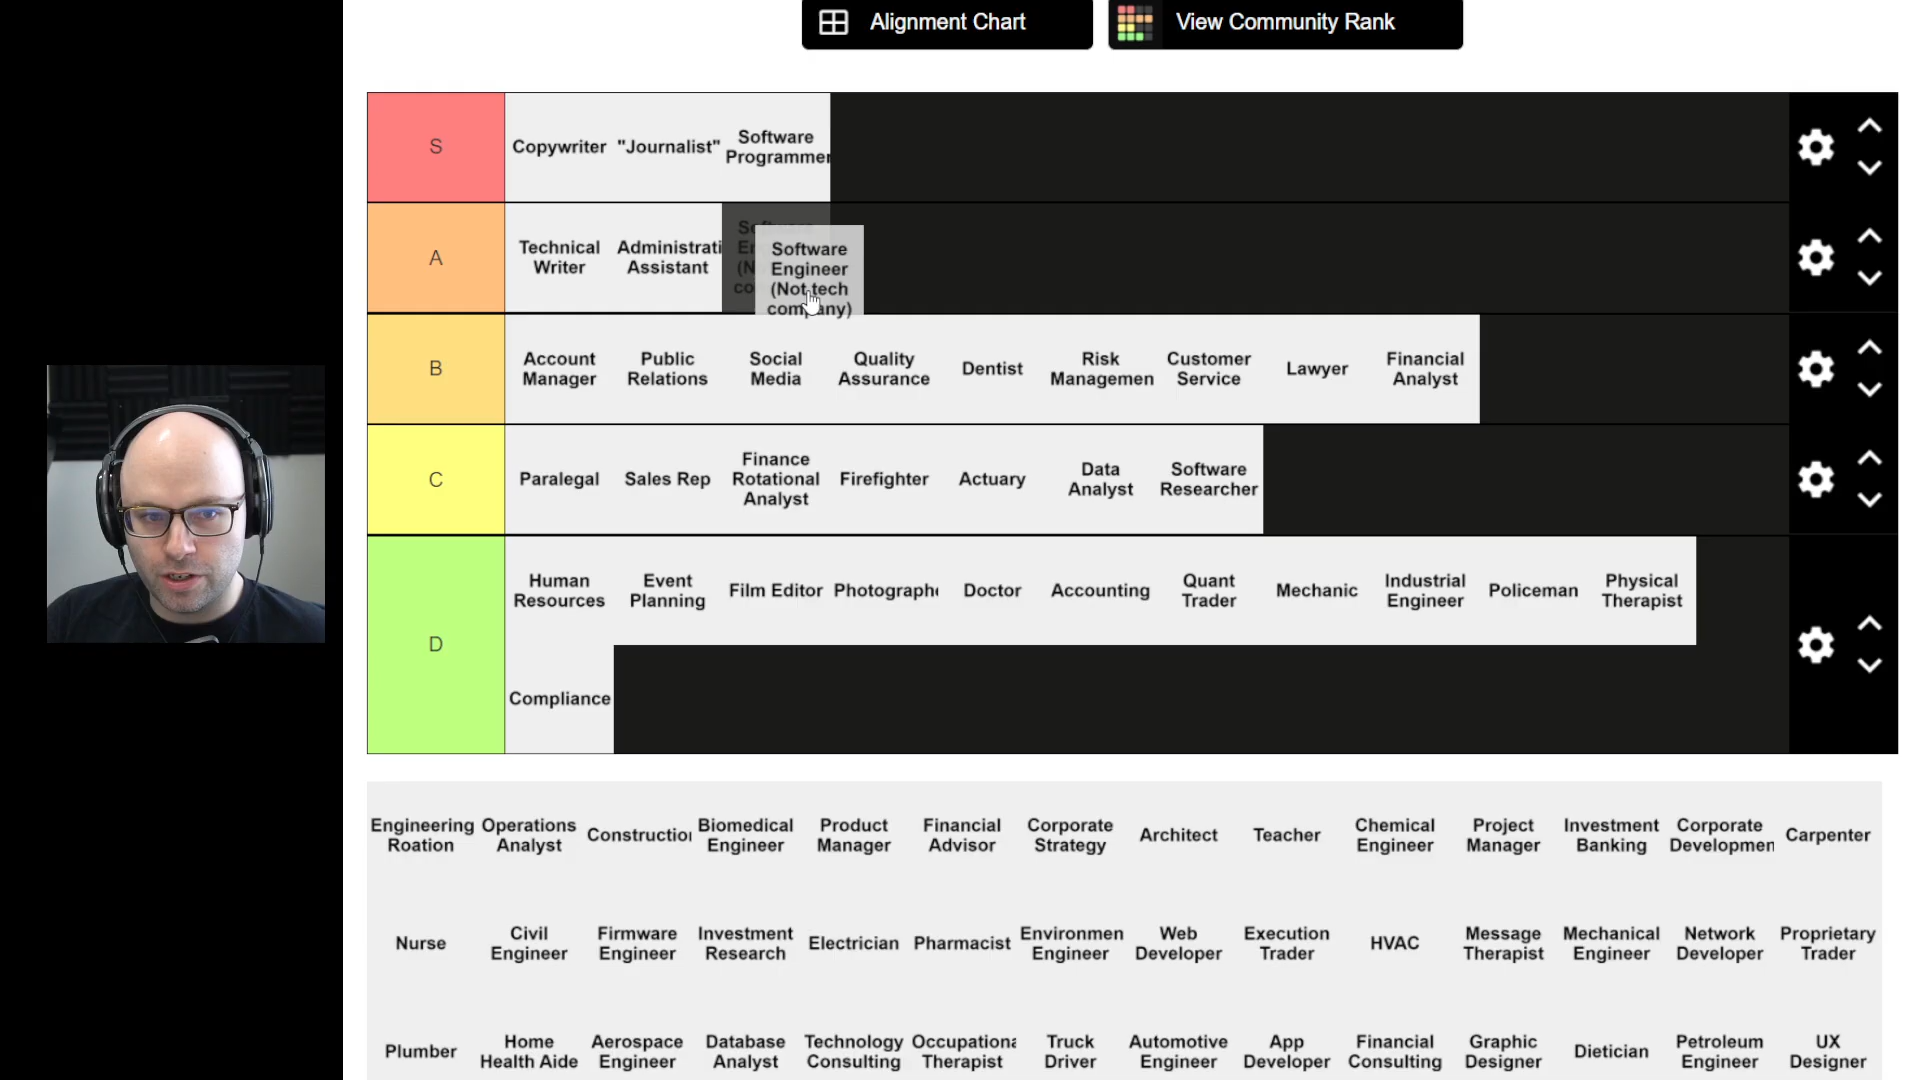 Alignment Chart
View Community Rank
S
Copywriter
"Journalist"
Software
Programmer
A
Technical
Writer
Administrati
Assistant
Software
Engineer
(Not tech
company)
B
Account
Manager
Public
Relations
Social
Media
Quality
Assurance
Dentist
Risk
Managemen
Customer
Service
Lawyer
Financial
Analyst
C
Paralegal
Sales Rep
Finance
Rotational
Analyst
Firefighter
Actuary
Data
Analyst
Software
Researcher
D
Human
Resources
Event
Planning
Film Editor
Photographe
Doctor
Accounting
Quant
Trader
Mechanic
Industrial
Engineer
Policeman
Physical
Therapist
Compliance
Engineering
Roation
Operations
Analyst
Construction
Biomedical
Engineer
Product
Manager
Financial
Advisor
Corporate
Strategy
Architect
Teacher
Chemical
Engineer
Project
Manager
Investment
Banking
Corporate
Developmen
Carpenter
Nurse
Civil
Engineer
Firmware
Engineer
Investment
Research
Electrician
Pharmacist
Environmen
Engineer
Web
Developer
Execution
Trader
HVAC
Message
Therapist
Mechanical
Engineer
Network
Developer
Proprietary
Trader
Plumber
Home
Health Aide
Aerospace
Engineer
Database
Analyst
Technology
Consulting
Occupationa
Therapist
Truck
Driver
Automotive
Engineer
App
Developer
Financial
Consulting
Graphic
Designer
Dietician
Petroleum
Engineer
UX
Designer